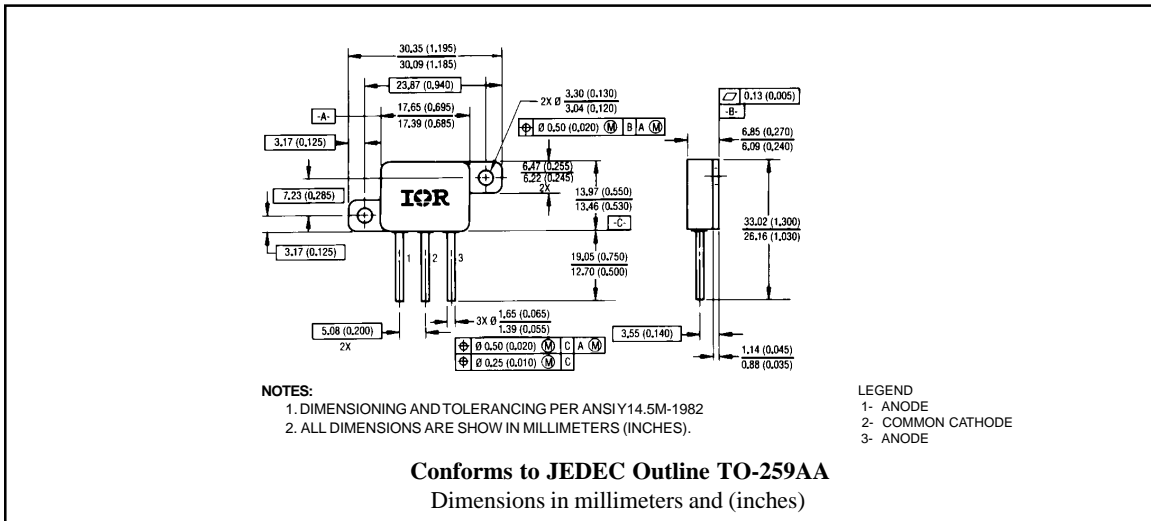 30.35 (1.195)
30.09 (1.185)
23.87 (0.940)
-A-
17.65 (0.695)
17.39 (0.685)
2X Ø 3.30 (0.130)
3.04 (0.120)
⌖ Ø 0.50 (0.020) Ⓜ B A Ⓜ
⏥ 0.13 (0.005)
-B-
6.85 (0.270)
6.09 (0.240)
3.17 (0.125)
6.47 (0.255)
6.22 (0.245)
2X
7.23 (0.285)
IOR
13.97 (0.550)
13.46 (0.530)
-C-
33.02 (1.300)
26.16 (1.030)
3.17 (0.125)
1 2 3
19.05 (0.750)
12.70 (0.500)
5.08 (0.200)
2X
3X Ø 1.65 (0.065)
1.39 (0.055)
⌖ Ø 0.50 (0.020) Ⓜ C A Ⓜ
⌖ Ø 0.25 (0.010) Ⓜ C
3.55 (0.140)
1.14 (0.045)
0.88 (0.035)
NOTES:
1. DIMENSIONING AND TOLERANCING PER ANSI Y14.5M-1982
2. ALL DIMENSIONS ARE SHOW IN MILLIMETERS (INCHES).
LEGEND
1- ANODE
2- COMMON CATHODE
3- ANODE
Conforms to JEDEC Outline TO-259AA
Dimensions in millimeters and (inches)